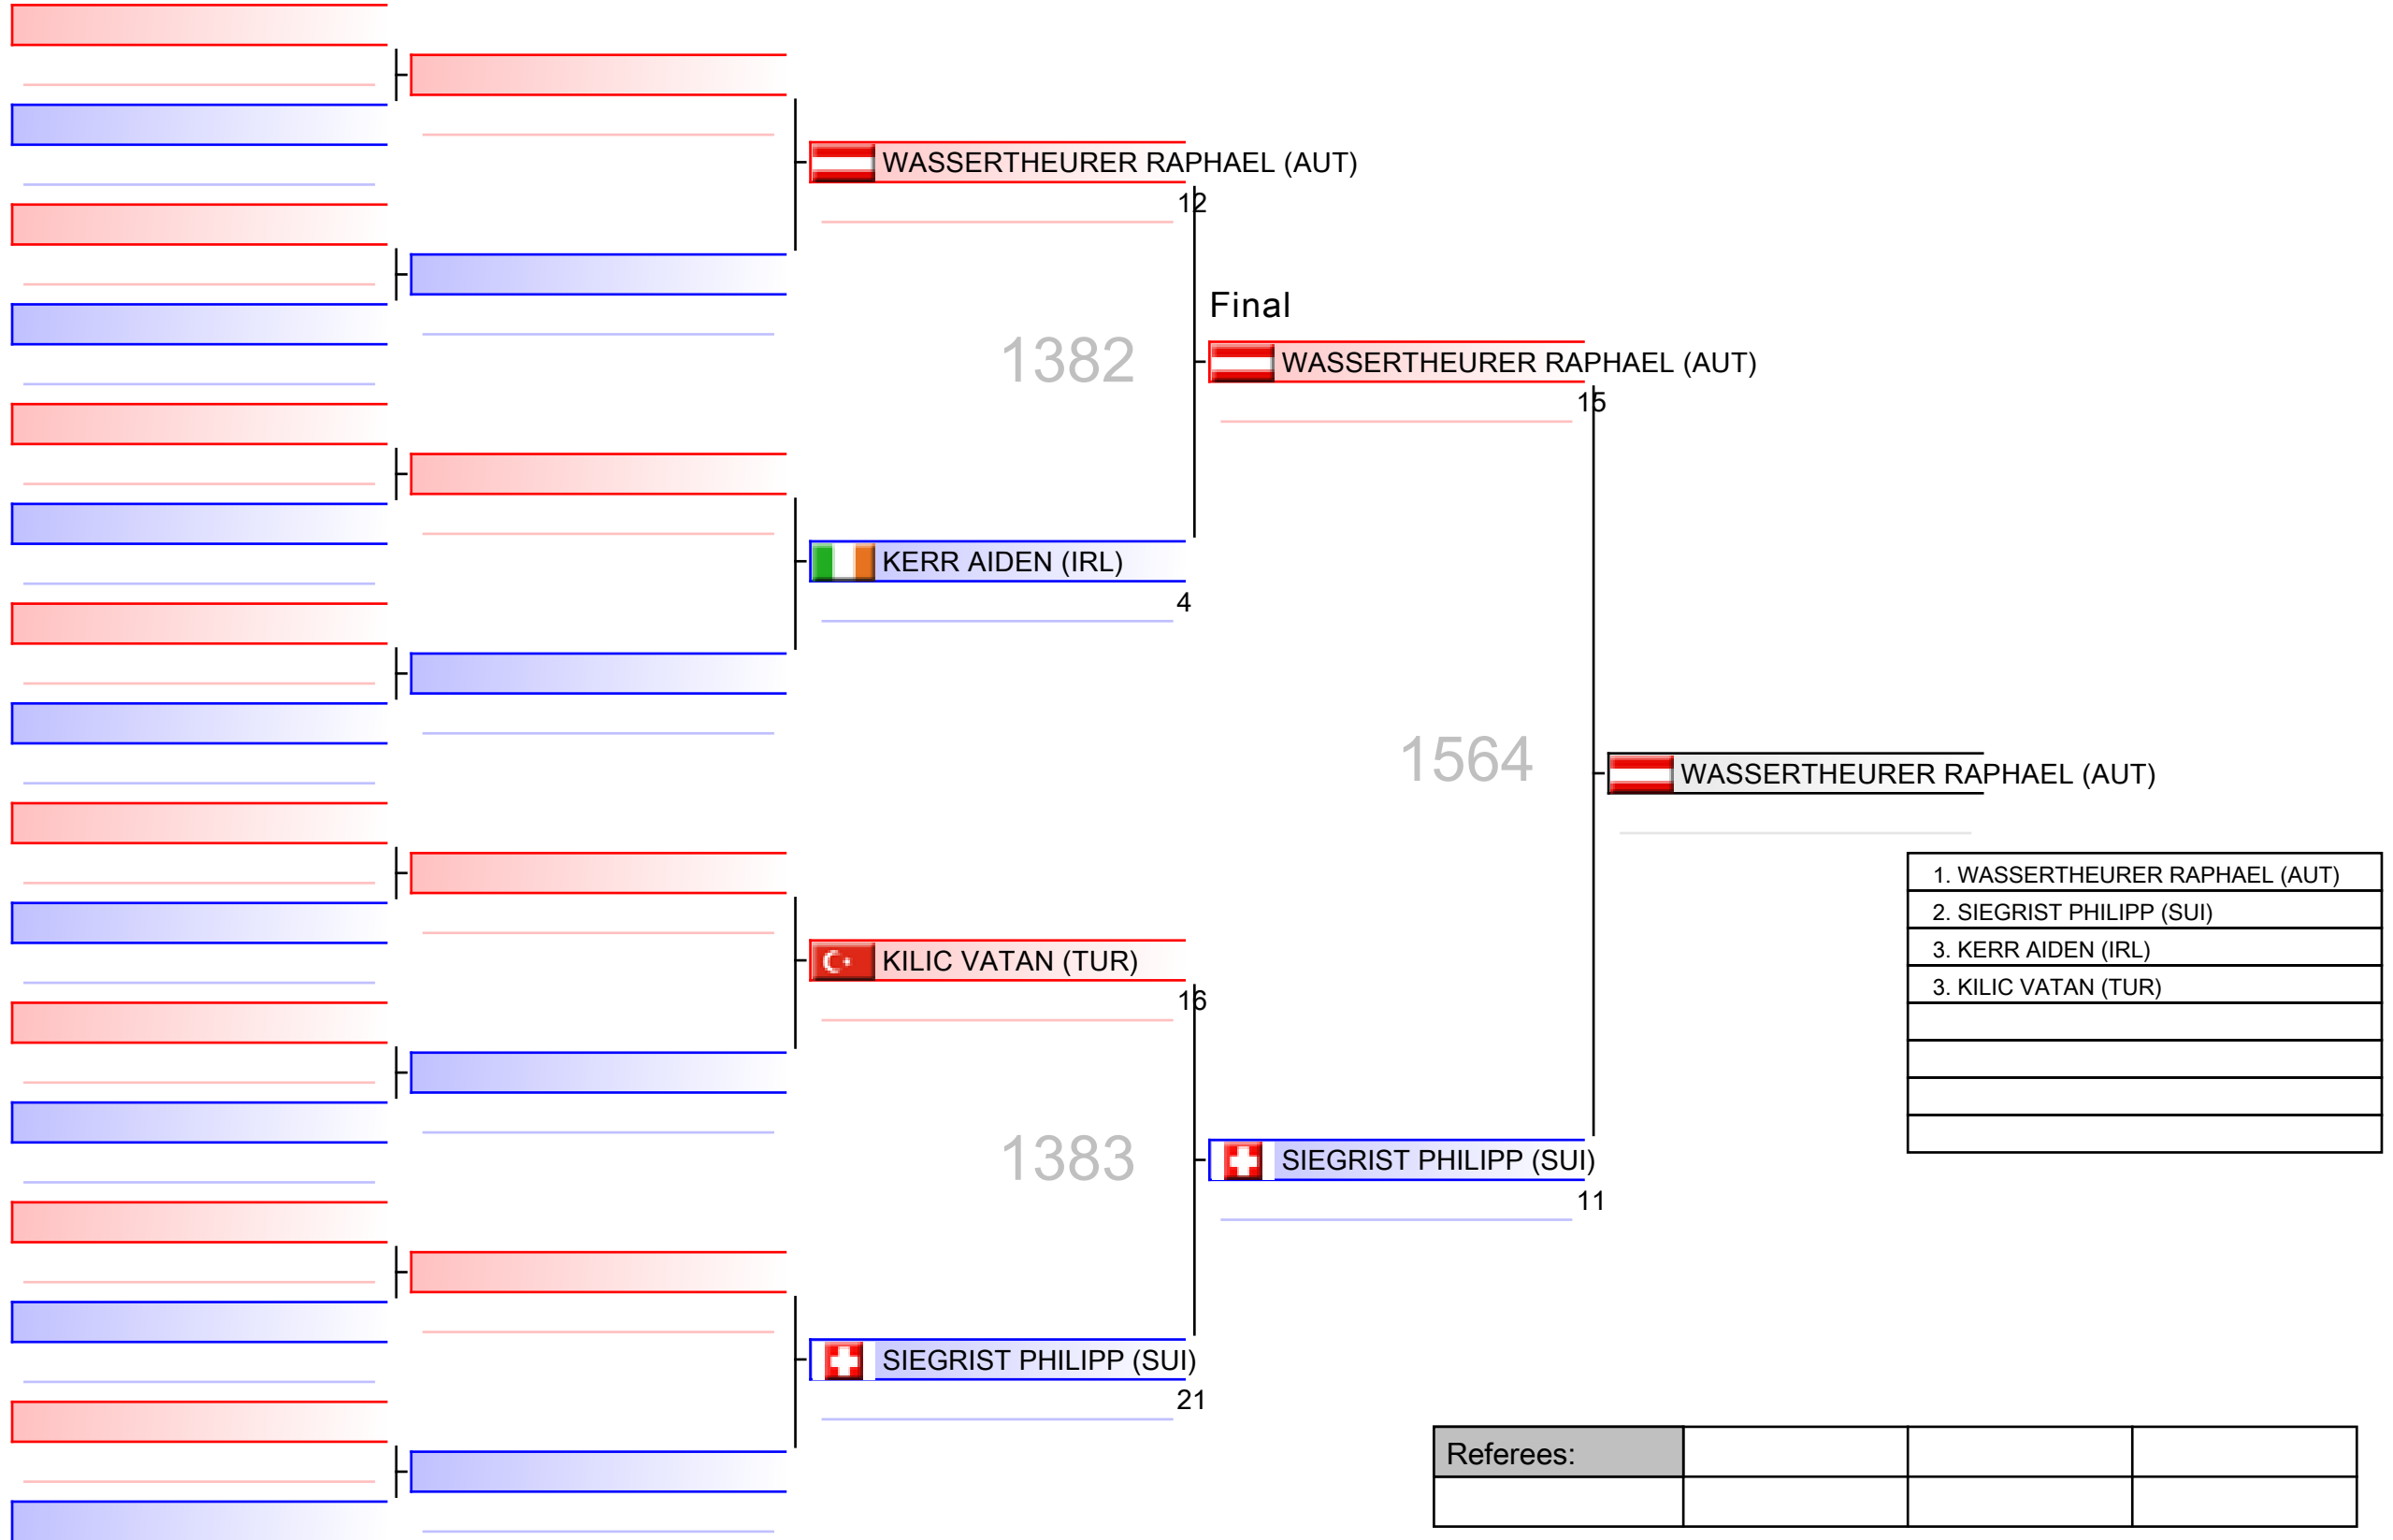 WASSERTHEURER RAPHAEL (AUT)
12
Final
1382
WASSERTHEURER RAPHAEL (AUT)
15
KERR AIDEN (IRL)
4
1564
WASSERTHEURER RAPHAEL (AUT)
1. WASSERTHEURER RAPHAEL (AUT)
2. SIEGRIST PHILIPP (SUI)
3. KERR AIDEN (IRL)
3. KILIC VATAN (TUR)
KILIC VATAN (TUR)
16
1383
SIEGRIST PHILIPP (SUI)
11
SIEGRIST PHILIPP (SUI)
21
Referees: